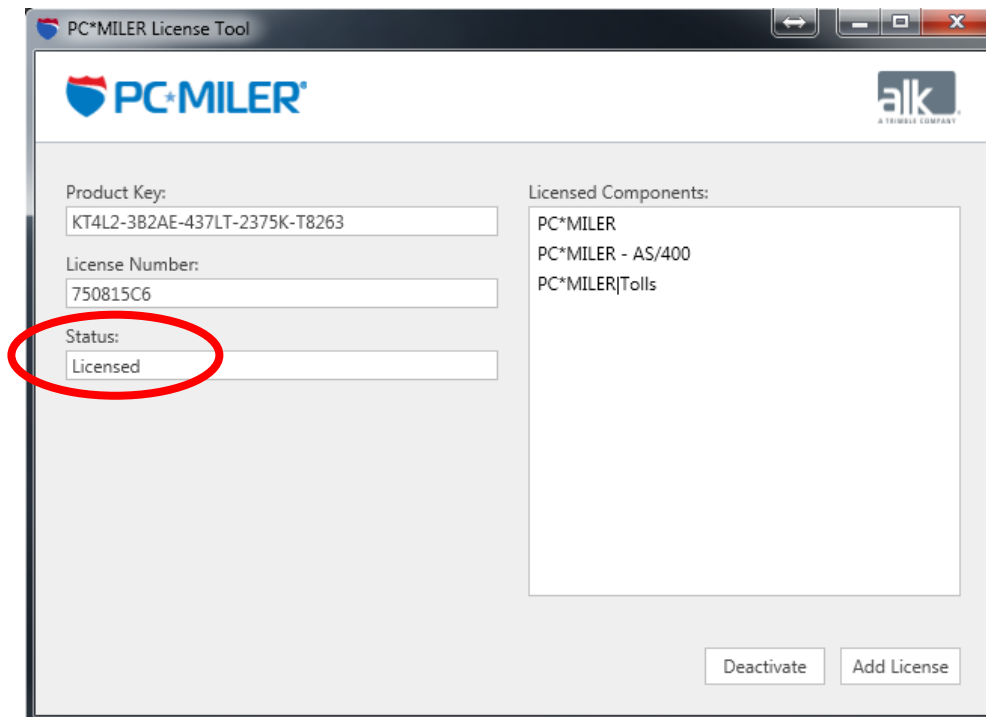 PC*MILER License Tool
PC*MILER®
alk
A TRIMBLE COMPANY
Product Key:
KT4L2-3B2AE-437LT-2375K-T8263
License Number:
750815C6
Status:
Licensed
Licensed Components:
PC*MILER
PC*MILER - AS/400
PC*MILER|Tolls
Deactivate
Add License